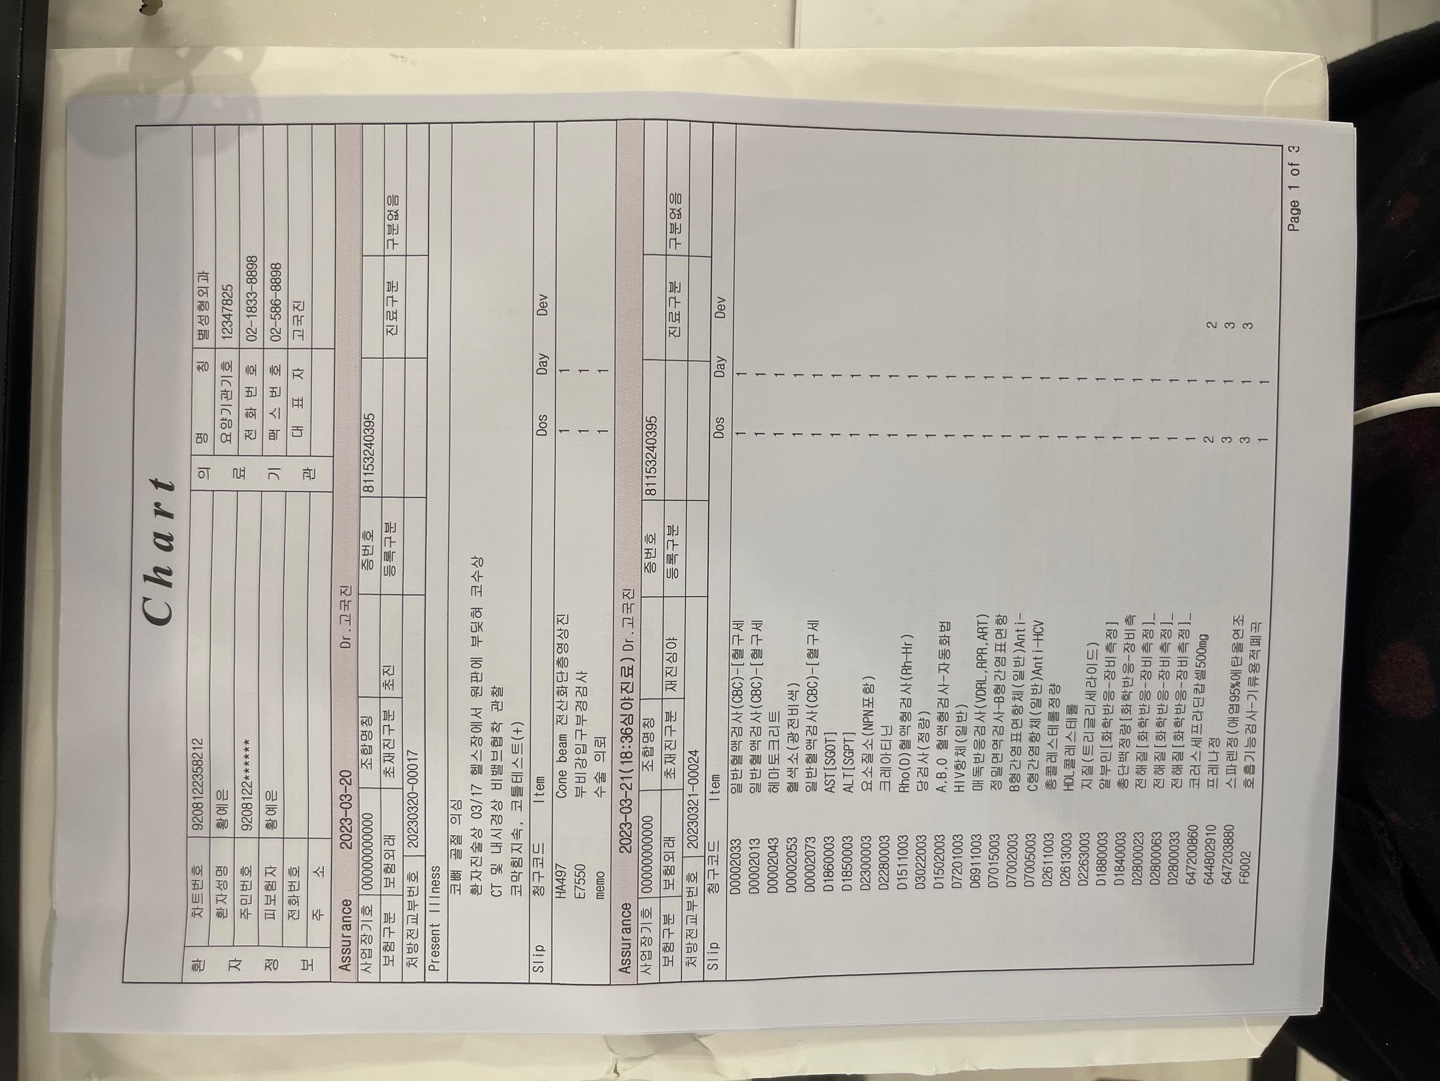 Chart
환자정보
차트번호 9208122358212
환자성명 황예은
주민번호 9208122******
피보험자 황예은
전화번호
주 소
의료기관
명 칭 별성형외과
요양기관기호 12347825
전 화 번 호 02-1833-8898
팩 스 번 호 02-586-8898
대 표 자 고국진
Assurance 2023-03-20 Dr.고국진
사업장기호 00000000000 조합명칭 증번호 81153240395
보험구분 보험외래 초재진구분 초진 등록구분 진료구분 구분없음
처방전교부번호 20230320-00017
Present Illness
코뼈 골절 의심
환자진술상 03/17 헬스장에서 원판에 부딪혀 코수상
CT 및 내시경상 비밸브협착 관찰
코막힘지속, 코틀테스트(+)
Slip 청구코드 Item Dos Day Dev
HA497 Cone beam 전산화단층영상진 1 1
E7550 부비강입구부경검사 1 1
memo 수술 의뢰 1 1
Assurance 2023-03-21(18:36심야진료) Dr.고국진
사업장기호 00000000000 조합명칭 증번호 81153240395
보험구분 보험외래 초재진구분 재진심야 등록구분 진료구분 구분없음
처방전교부번호 20230321-00024
Slip 청구코드 Item Dos Day Dev
D0002033 일반혈액검사(CBC)-[혈구세 1 1
D0002013 일반혈액검사(CBC)-[혈구세 1 1
D0002043 헤마토크리트 1 1
D0002053 혈색소(광전비색) 1 1
D0002073 일반혈액검사(CBC)-[혈구세 1 1
D1860003 AST[SGOT] 1 1
D1850003 ALT[SGPT] 1 1
D2300003 요소질소(NPN포함) 1 1
D2280003 크레아티닌 1 1
D1511003 Rho(D)혈액형검사(Rh-Hr) 1 1
D3022003 당검사(정량) 1 1
D1502003 A,B,O 혈액형검사-자동화법 1 1
D7201003 HIV항체(일반) 1 1
D6911003 매독반응검사(VDRL,RPR,ART) 1 1
D7015003 정밀면역검사-B형간염표면항 1 1
D7002003 B형간염표면항체(일반)Anti- 1 1
D7005003 C형간염항체(일반)Anti-HCV 1 1
D2611003 총콜레스테롤정량 1 1
D2613003 HDL콜레스테롤 1 1
D2263003 지질(트리글리세라이드) 1 1
D1880003 알부민[화학반응-장비측정] 1 1
D1840003 총단백정량[화학반응-장비측 1 1
D2800023 전해질[화학반응-장비측정]_ 1 1
D2800063 전해질[화학반응-장비측정]_ 1 1
D2800033 전해질[화학반응-장비측정]_ 1 1
647200860 코러스세프라딘캅셀500mg 2 1 2
644802910 프레나정 3 1 3
647203880 스파렌정(애엽95%에탄올연조 3 1 3
F6002 호흡기능검사-기류용적폐곡 1 1
Page 1 of 3